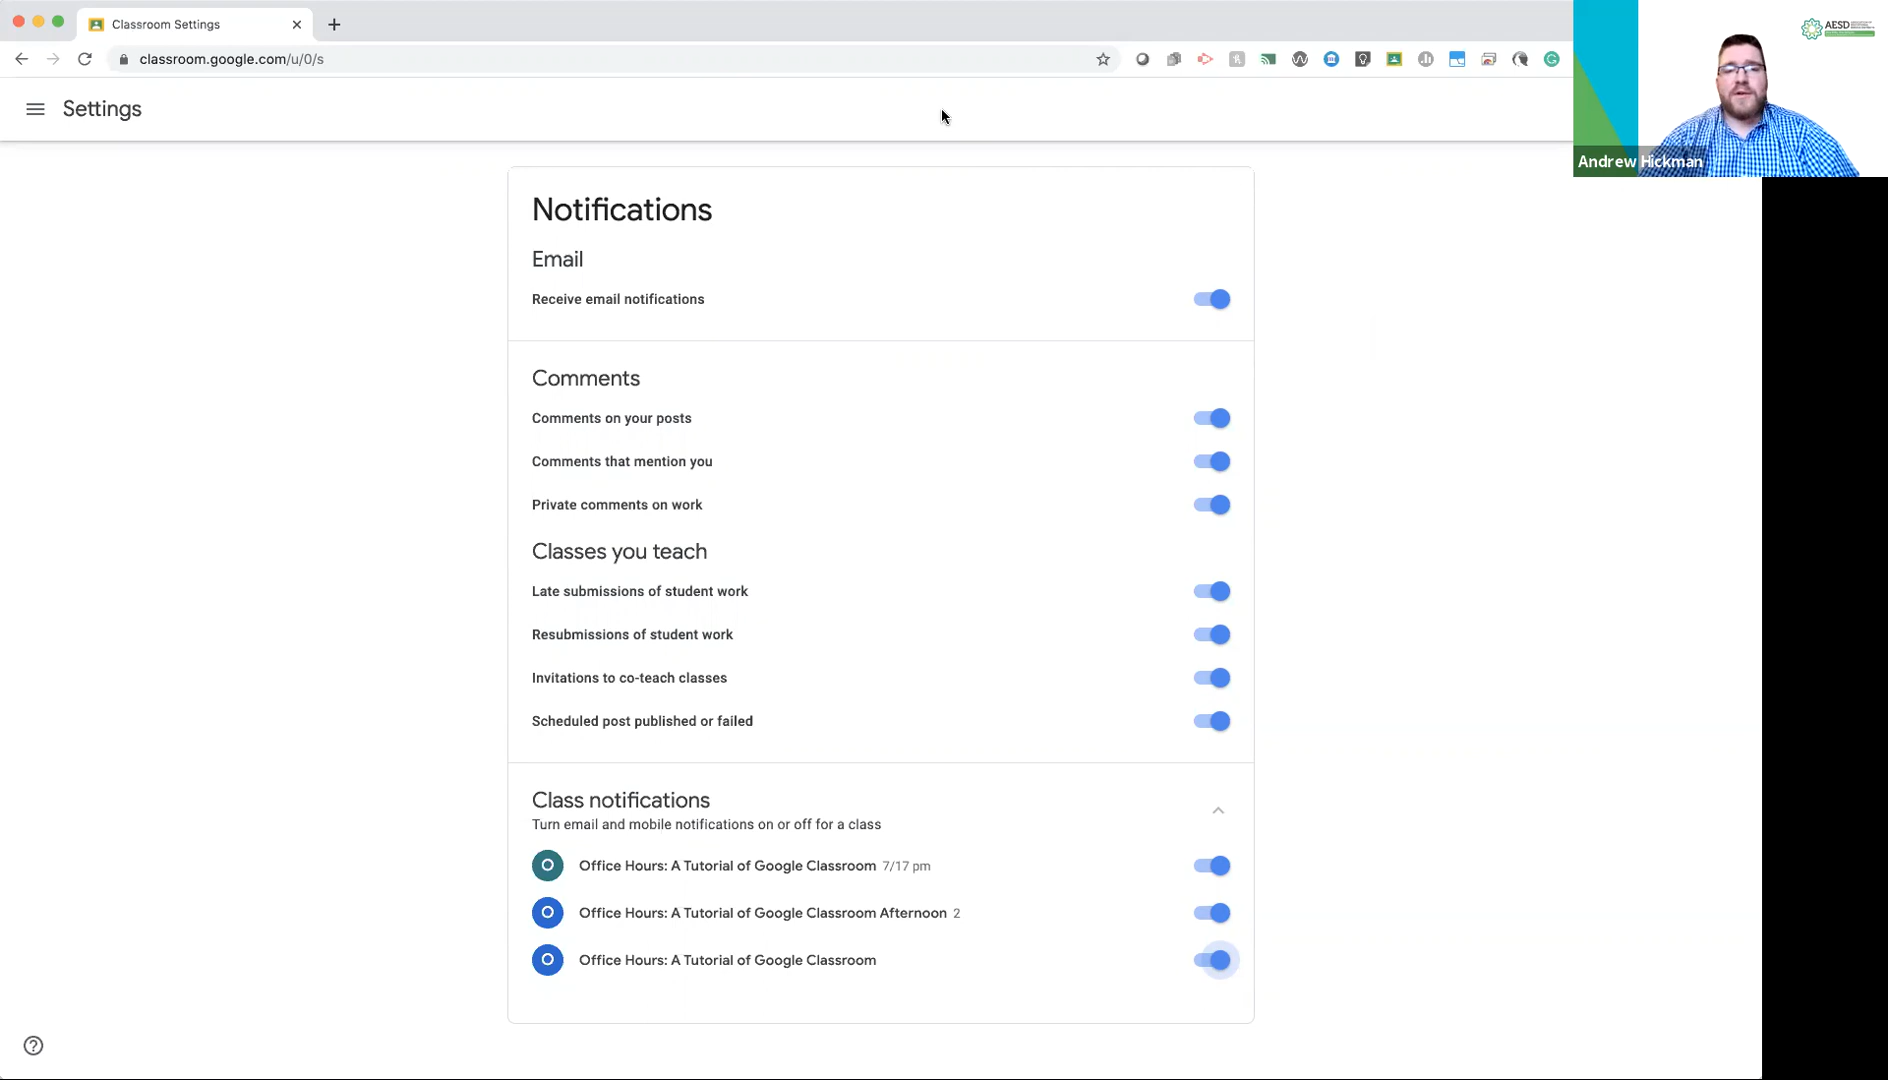 Classroom Settings
classroom.google.com/u/0/s
AESD
Settings
Andrew Hickman
Notifications
Email
Receive email notifications
Comments
Comments on your posts
Comments that mention you
Private comments on work
Classes you teach
Late submissions of student work
Resubmissions of student work
Invitations to co-teach classes
Scheduled post published or failed
Class notifications
Turn email and mobile notifications on or off for a class
O Office Hours: A Tutorial of Google Classroom 7/17 pm
O Office Hours: A Tutorial of Google Classroom Afternoon 2
O Office Hours: A Tutorial of Google Classroom